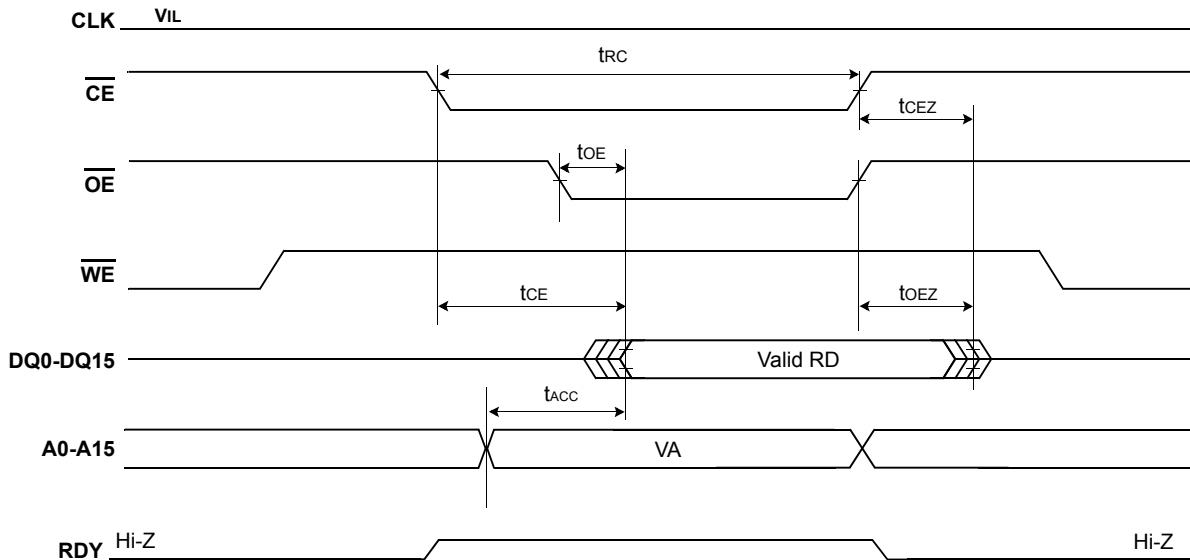 CLK VIL
tRC
CE
tCEZ
tOE
OE
WE
tCE
tOEZ
DQ0-DQ15 Valid RD
tACC
A0-A15 VA
RDY Hi-Z Hi-Z